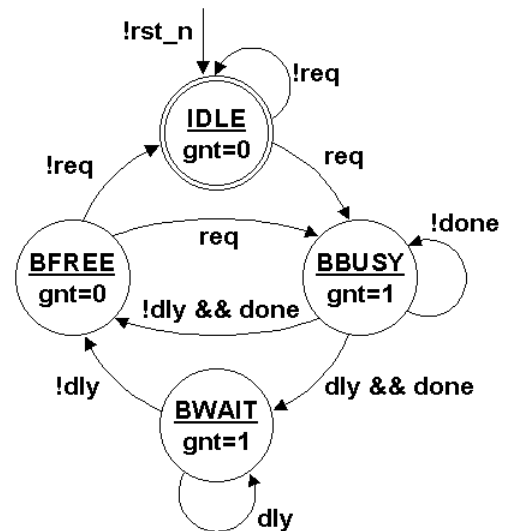 !rst_n
!req
IDLE
gnt=0
!req
req
req
!done
BFREE
gnt=0
BBUSY
gnt=1
!dly && done
!dly
dly && done
BWAIT
gnt=1
dly